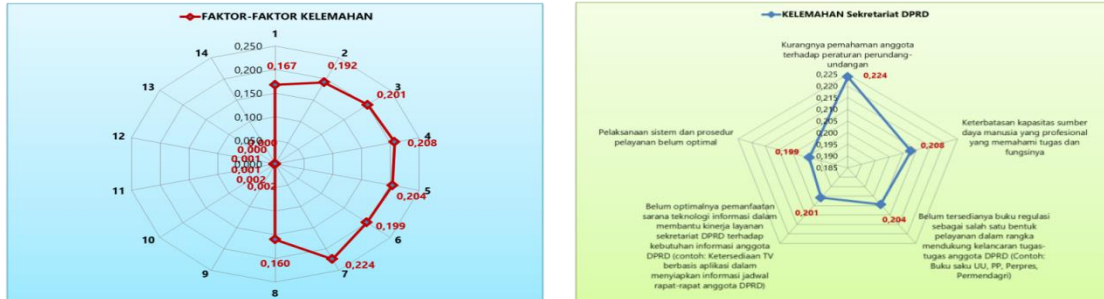 FAKTOR-FAKTOR KELEMAHAN
1
0,250
14
2
0,200
0,167
0,192
13
0,150
3
0,201
0,100
12
0,050
4
0,000
0,208
0,000
0,001
0,001
0,002
0,002
11
5
0,204
10
6
0,199
9
7
0,160
0,224
8
KELEMAHAN Sekretariat DPRD
Kurangnya pemahaman anggota
terhadap peraturan perundang-
undangan
0,225
0,224
0,220
0,215
0,210
0,205
0,200
0,195
0,190
0,185
Keterbatasan kapasitas sumber
daya manusia yang profesional
yang memahami tugas dan
fungsinya
0,208
Pelaksanaan sistem dan prosedur
pelayanan belum optimal
0,199
0,201
0,204
Belum optimalnya pemanfaatan
sarana teknologi informasi dalam
membantu kinerja layanan
sekretariat DPRD terhadap
kebutuhan informasi anggota
DPRD (contoh: Ketersediaan TV
berbasis aplikasi dalam
menyiapkan informasi jadwal
rapat-rapat anggota DPRD)
Belum tersedianya buku regulasi
sebagai salah satu bentuk
pelayanan dalam rangka
mendukung kelancaran tugas-
tugas anggota DPRD (Contoh:
Buku saku UU, PP, Perpres,
Permendagri)